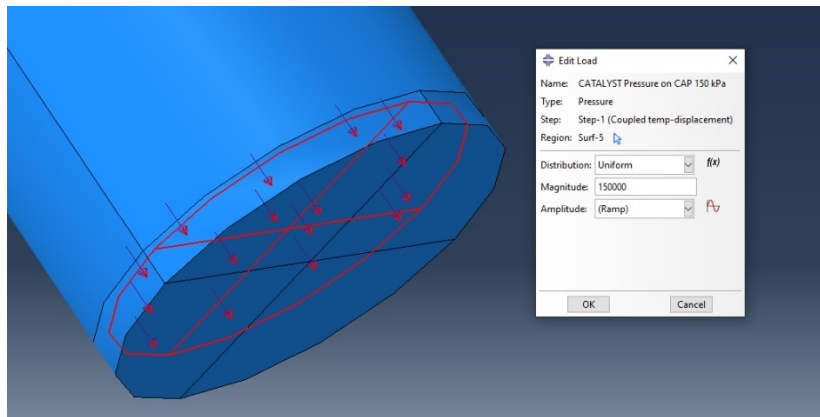 Edit Load
Name: CATALYST Pressure on CAP 150 kPa
Type: Pressure
Step: Step-1 (Coupled temp-displacement)
Region: Surf-5
Distribution: Uniform f(x)
Magnitude: 150000
Amplitude: (Ramp)
OK Cancel